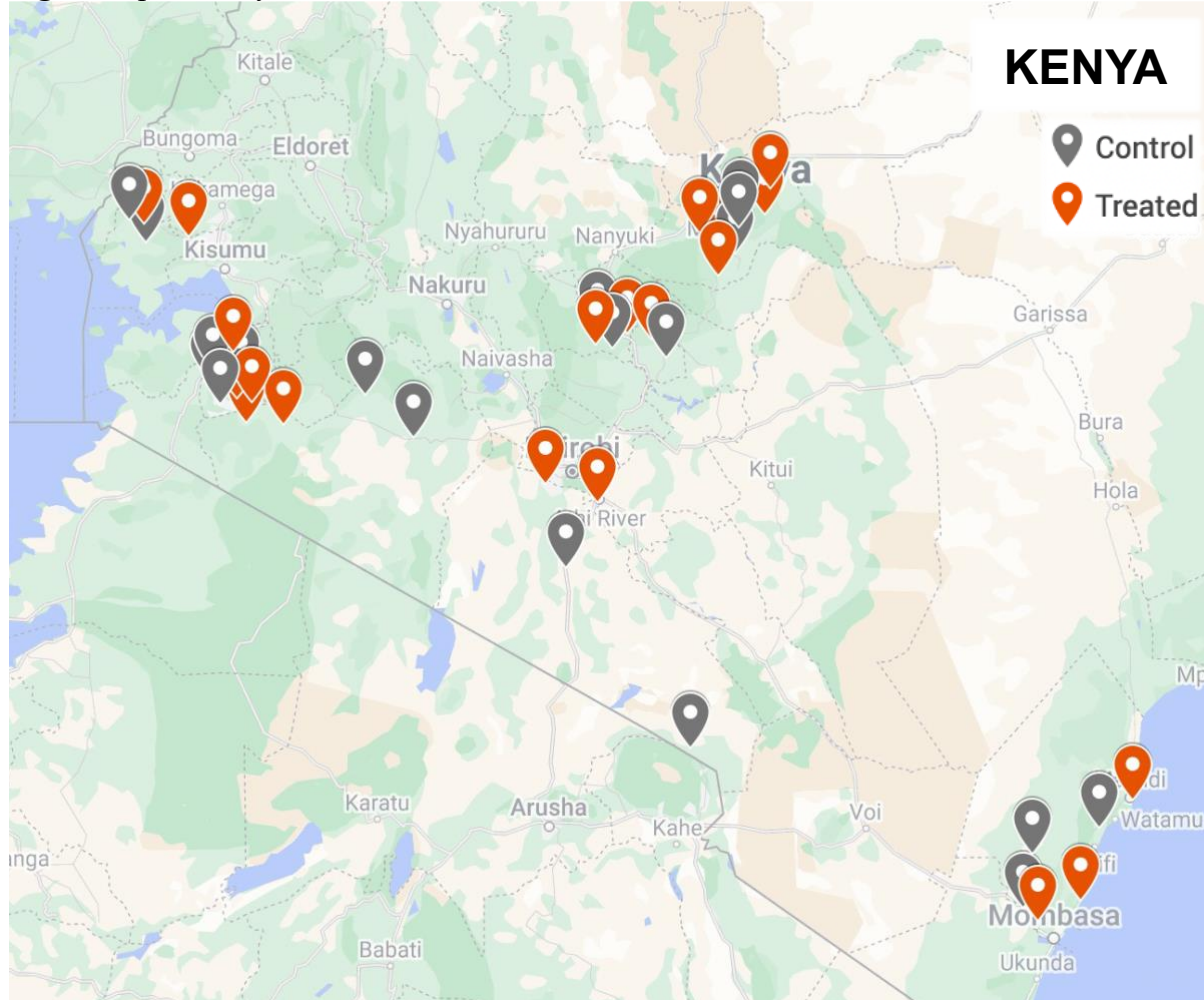 KENYA
Control
Treated
Kitale
Bungoma
Eldoret
Kisumu
Nyahururu
Nanyuki
Nakuru
Naivasha
Garissa
Bura
Kitui
Hola
Karatu
Arusha
Kahe
Voi
Watamu
Mombasa
Babati
Ukunda